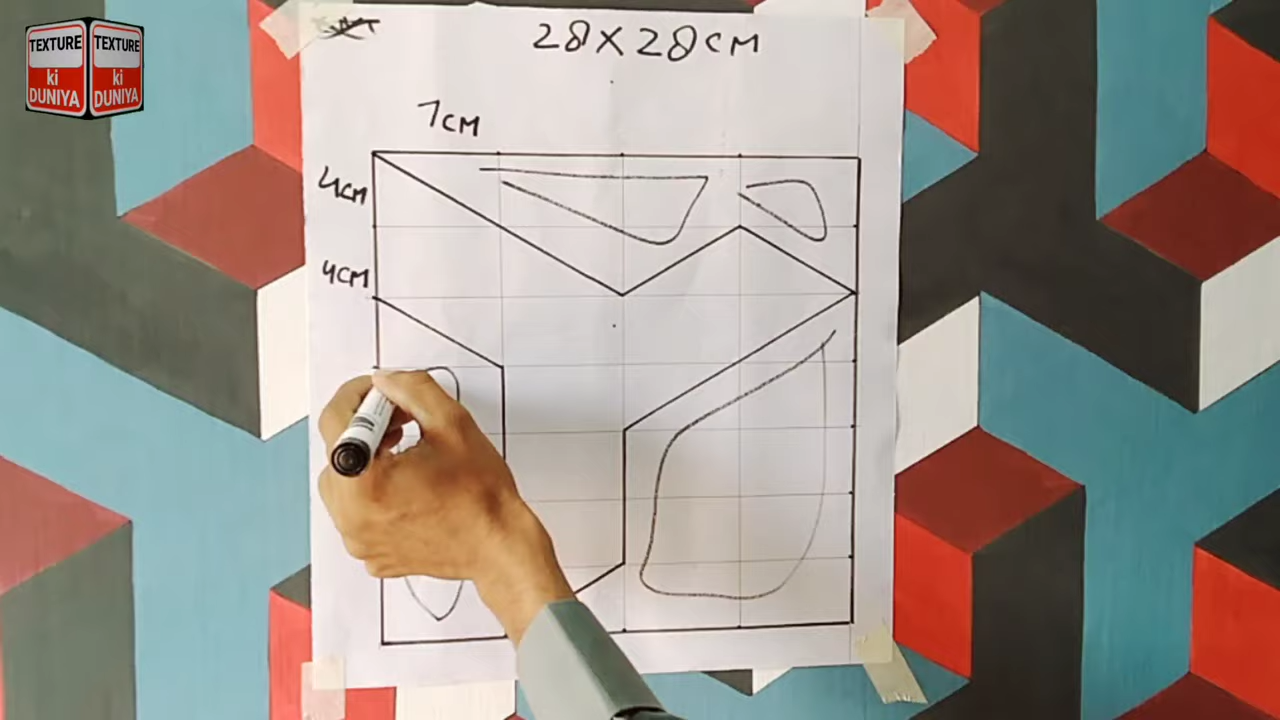 TEXTURE TEXTURE
ki ki
DUNIYA DUNIYA
28X28CM
7CM
4CM
4CM